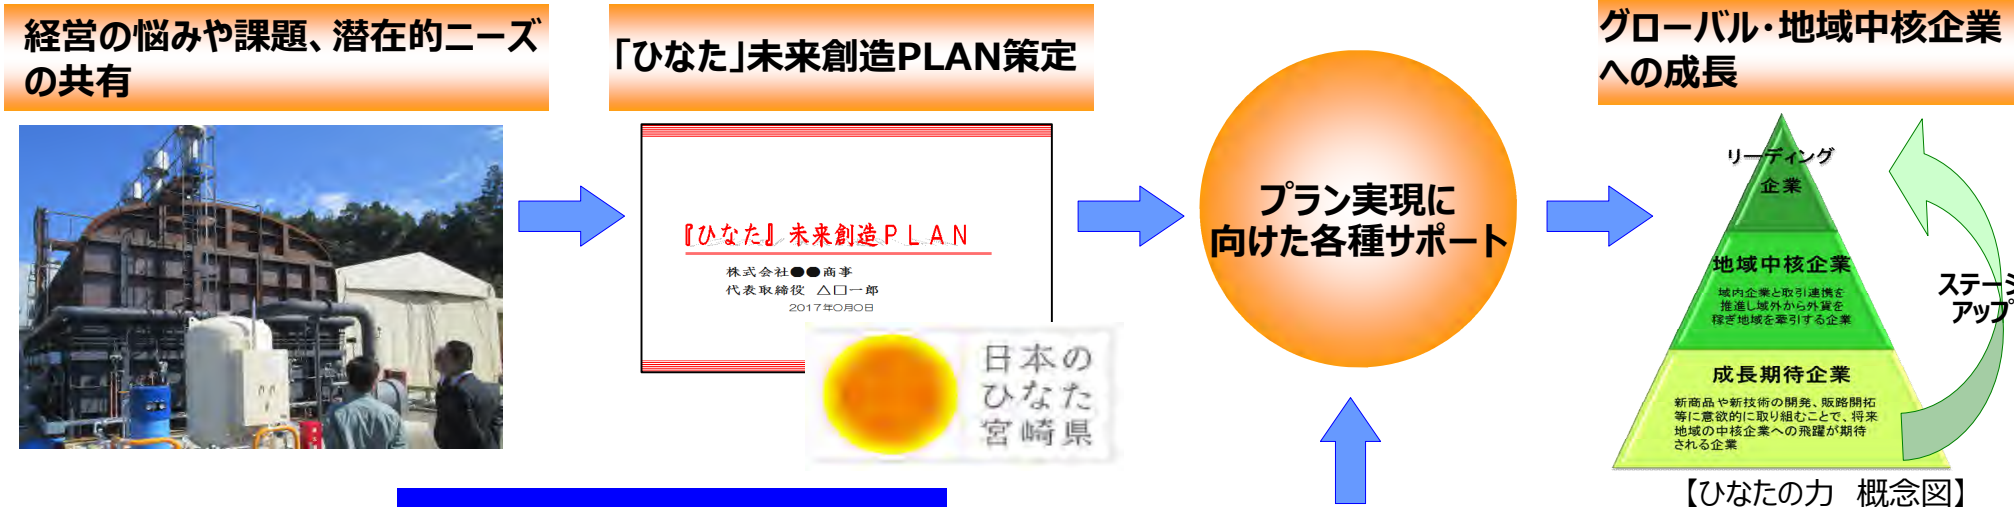 経営の悩みや課題、潜在的ニーズ
の共有
「ひなた」未来創造PLAN策定
『ひなた』未来創造PLAN
株式会社●●商事
代表取締役 △□一郎
2017年○月○日
日本の
ひなた
宮崎県
プラン実現に
向けた各種サポート
グローバル・地域中核企業
への成長
リーディング
企業
地域中核企業
域内企業と取引連携を
推進し域外から外貨を
稼ぎ地域を牽引する企業
成長期待企業
新商品や新技術の開発、販路開拓
等に意欲的に取り組むことで、将来
地域の中核企業への飛躍が期待
される企業
ステージ
アップ
【ひなたの力 概念図】